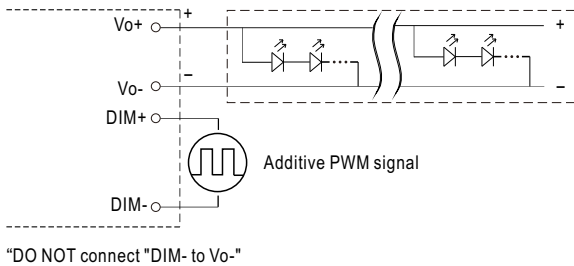 Vo+
+
+
Vo-
–
–
DIM+
Additive PWM signal
DIM-
“DO NOT connect "DIM- to Vo-"